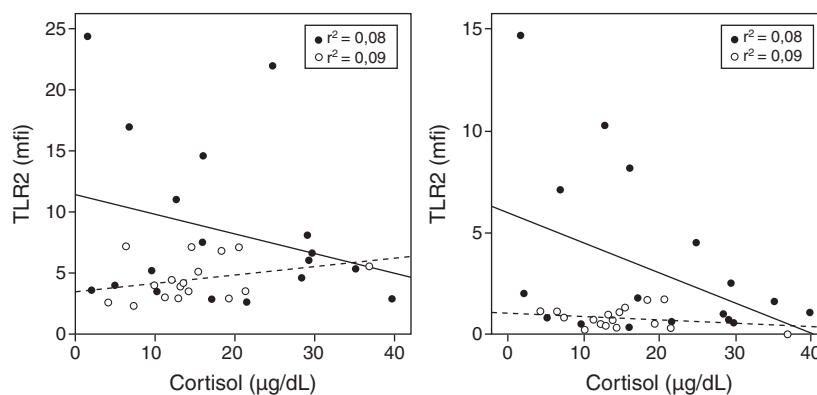 25
20
15
10
5
0
TLR2 (mfi)
r² = 0,08
r² = 0,09
0 10 20 30 40
Cortisol (µg/dL)
15
10
5
0
TLR2 (mfi)
r² = 0,08
r² = 0,09
0 10 20 30 40
Cortisol (µg/dL)